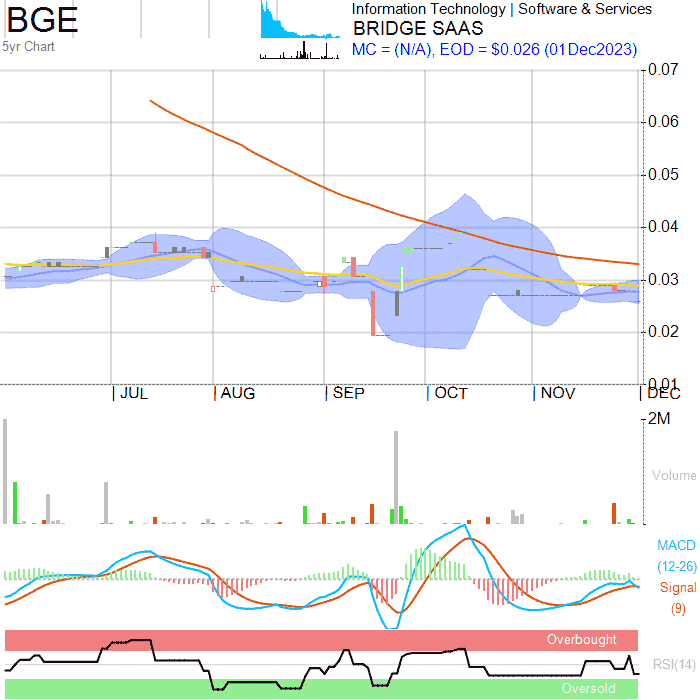 BGE
5yr Chart
Information Technology | Software & Services
BRIDGE SAAS
MC = (N/A), EOD = $0.026 (01Dec2023)
0.07
0.06
0.05
0.04
0.03
0.02
0.01
JUL
AUG
SEP
OCT
NOV
DEC
2M
Volume
MACD
(12-26)
Signal
(9)
Overbought
RSI(14)
Oversold